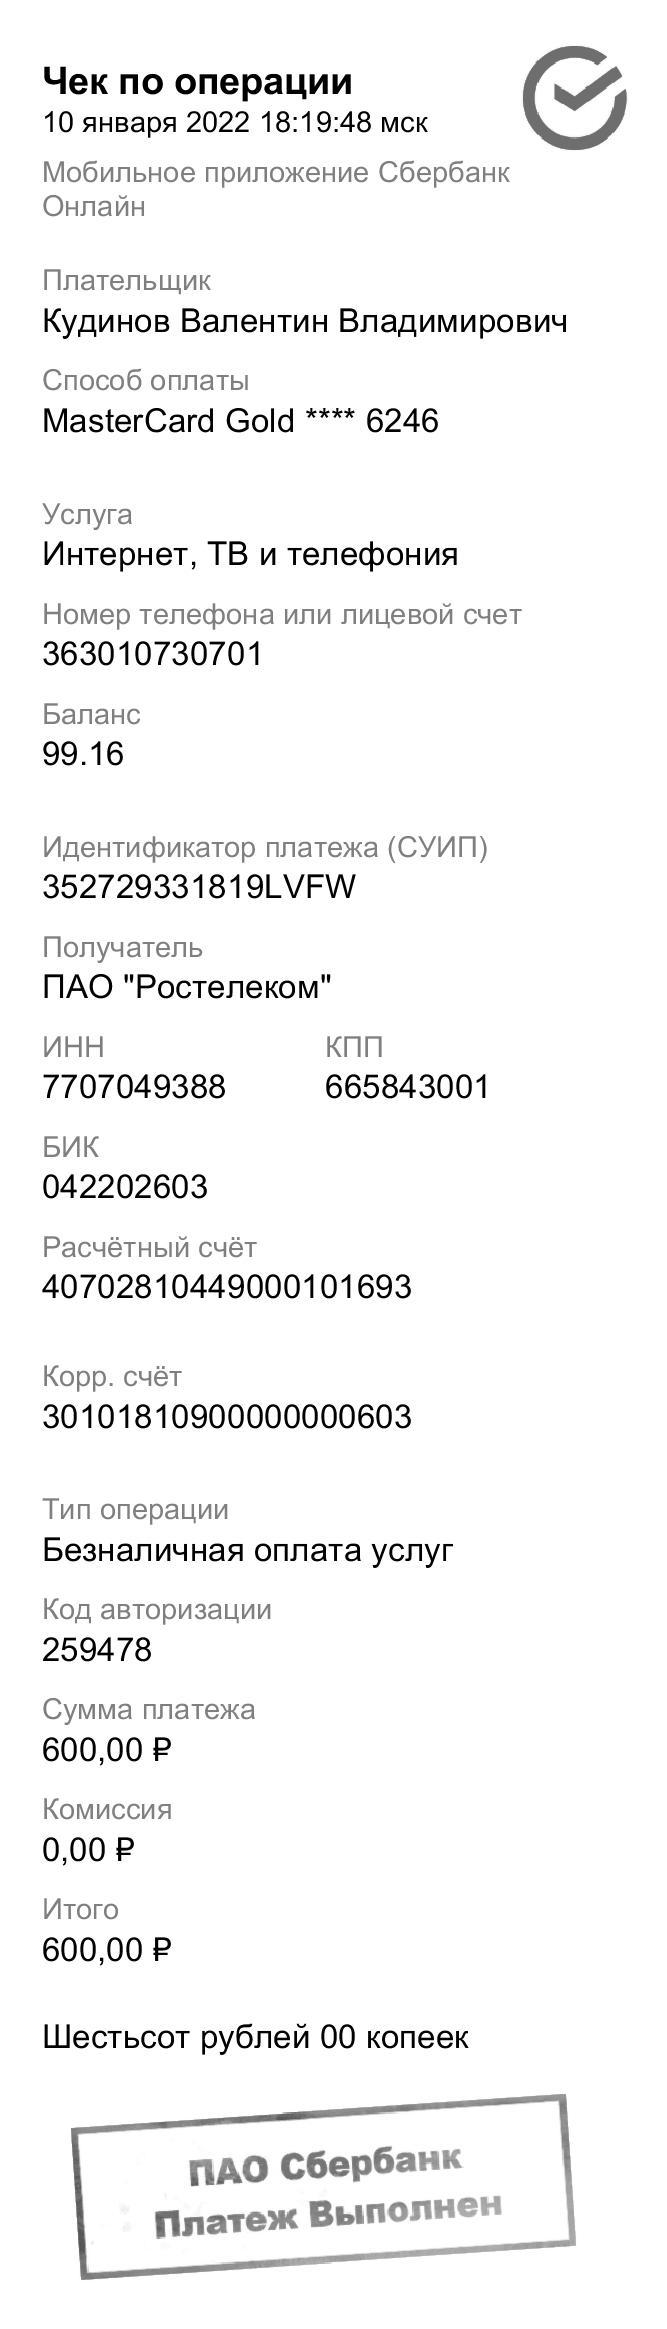 Чек по операции
10 января 2022 18:19:48 мск
Мобильное приложение Сбербанк
Онлайн
Плательщик
Кудинов Валентин Владимирович
Способ оплаты
MasterCard Gold **** 6246
Услуга
Интернет, ТВ и телефония
Номер телефона или лицевой счет
363010730701
Баланс
99.16
Идентификатор платежа (СУИП)
352729331819LVFW
Получатель
ПАО "Ростелеком"
ИНН КПП
7707049388 665843001
БИК
042202603
Расчётный счёт
40702810449000101693
Корр. счёт
30101810900000000603
Тип операции
Безналичная оплата услуг
Код авторизации
259478
Сумма платежа
600,00 ₽
Комиссия
0,00 ₽
Итого
600,00 ₽
Шестьсот рублей 00 копеек
ПАО Сбербанк
Платеж Выполнен